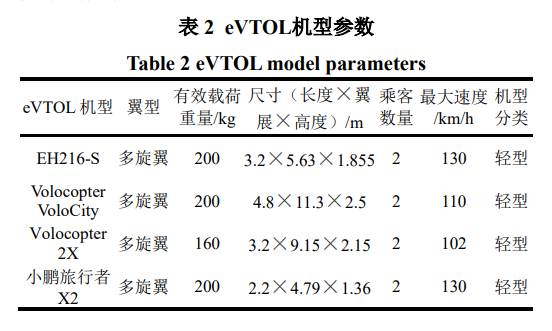 表 2 eVTOL机型参数
Table 2 eVTOL model parameters
eVTOL 机型 翼型 有效载荷重量/kg 尺寸（长度×翼展×高度）/m 乘客数量 最大速度/km/h 机型分类
EH216-S 多旋翼 200 3.2×5.63×1.855 2 130 轻型
Volocopter VoloCity 多旋翼 200 4.8×11.3×2.5 2 110 轻型
Volocopter 2X 多旋翼 160 3.2×9.15×2.15 2 102 轻型
小鹏旅行者 X2 多旋翼 200 2.2×4.79×1.36 2 130 轻型